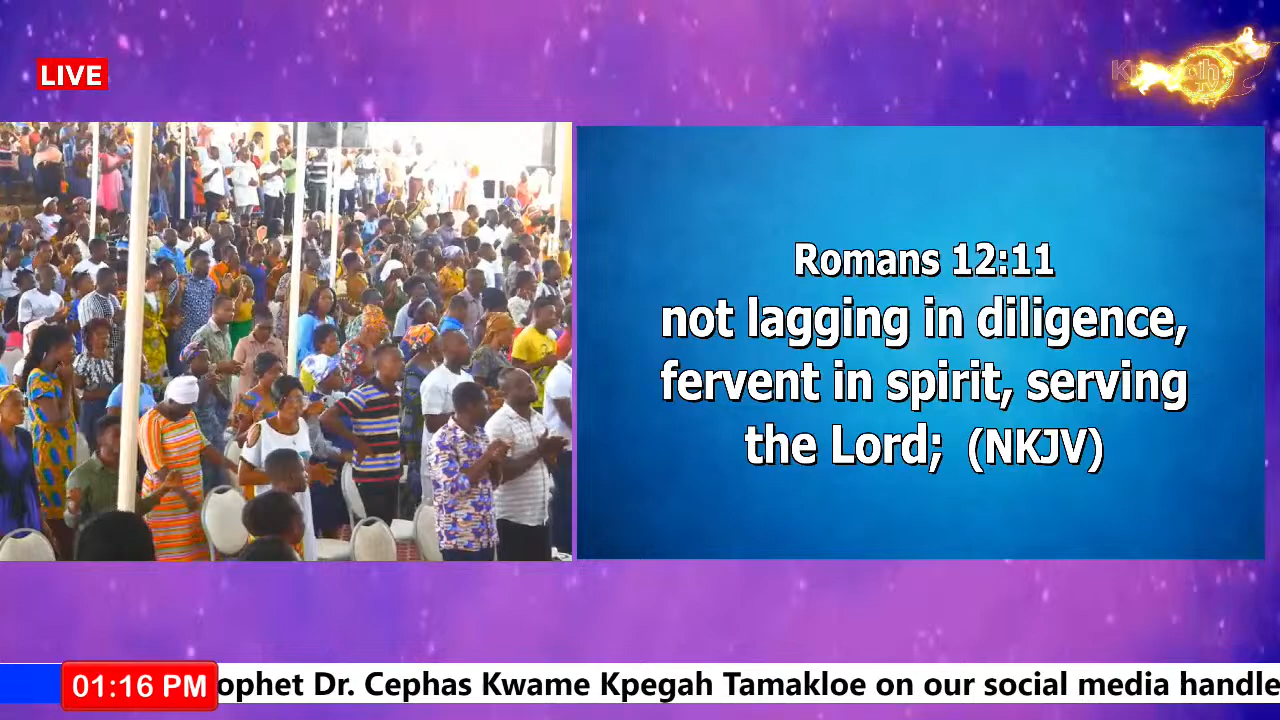 LIVE
Romans 12:11
not lagging in diligence,
fervent in spirit, serving
the Lord; (NKJV)
01:16 PM
ophet Dr. Cephas Kwame Kpegah Tamakloe on our social media handle